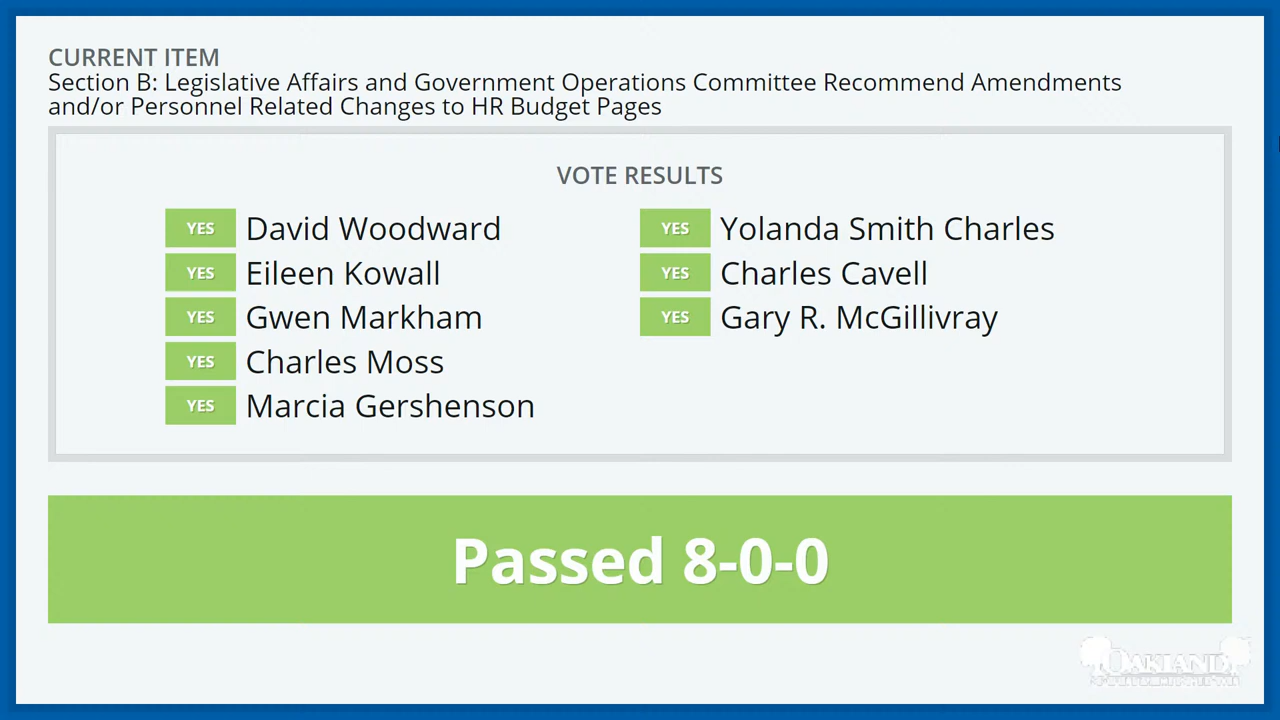 CURRENT ITEM
Section B: Legislative Affairs and Government Operations Committee Recommend Amendments
and/or Personnel Related Changes to HR Budget Pages
VOTE RESULTS
YES David Woodward
YES Eileen Kowall
YES Gwen Markham
YES Charles Moss
YES Marcia Gershenson
YES Yolanda Smith Charles
YES Charles Cavell
YES Gary R. McGillivray
Passed 8-0-0
OAKLAND